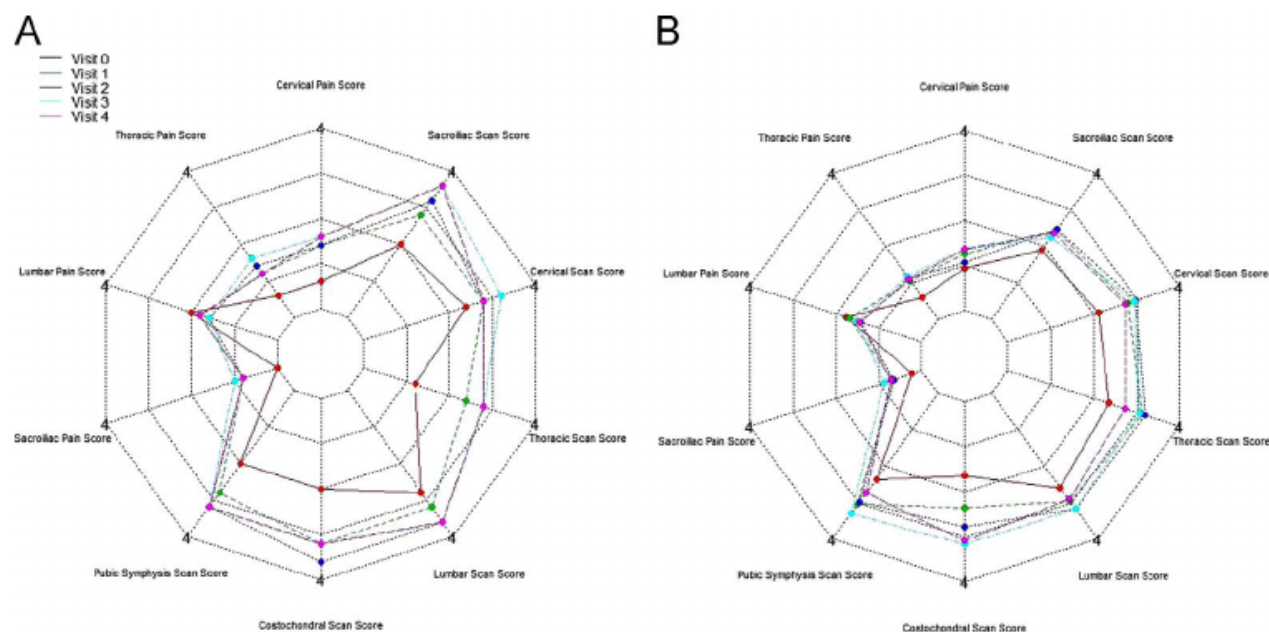 A
Visit 0
Visit 1
Visit 2
Visit 3
Visit 4
Cervical Pain Score
Thoracic Pain Score
Sacroiliac Scan Score
4
4
4
Lumbar Pain Score
4
Cervical Scan Score
4
Sacroiliac Pain Score
4
Thoracic Scan Score
4
Pubic Symphysis Scan Score
4
Lumbar Scan Score
4
4
Costochondral Scan Score
B
Cervical Pain Score
Thoracic Pain Score
Sacroiliac Scan Score
4
4
4
Lumbar Pain Score
4
Cervical Scan Score
4
Sacroiliac Pain Score
4
Thoracic Scan Score
4
Pubic Symphysis Scan Score
4
Lumbar Scan Score
4
4
Costochondral Scan Score